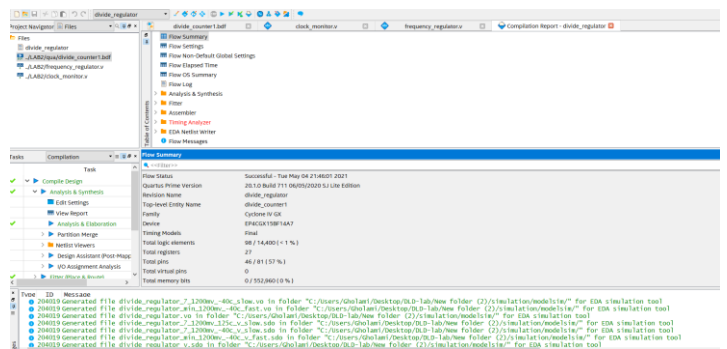 divide_regulator
Project Navigator Files
divide_counter1.bdf clock_monitor.v frequency_regulator.v Compilation Report - divide_regulator
Files
divide_regulator
../LAB2/qua/divide_counter1.bdf
../LAB2/frequency_regulator.v
../LAB2/clock_monitor.v
Table of Contents
Flow Summary
Flow Settings
Flow Non-Default Global Settings
Flow Elapsed Time
Flow OS Summary
Flow Log
Analysis & Synthesis
Fitter
Assembler
Timing Analyzer
EDA Netlist Writer
Flow Messages
Tasks Compilation
Task
Compile Design
Analysis & Synthesis
Edit Settings
View Report
Analysis & Elaboration
Partition Merge
Netlist Viewers
Design Assistant (Post-Mapp
I/O Assignment Analysis
Fitter (Place & Route)
Flow Summary
<<Filter>>
Flow Status Successful - Tue May 04 21:46:01 2021
Quartus Prime Version 20.1.0 Build 711 06/05/2020 SJ Lite Edition
Revision Name divide_regulator
Top-level Entity Name divide_counter1
Family Cyclone IV GX
Device EP4CGX15BF14A7
Timing Models Final
Total logic elements 98 / 14,400 ( < 1 % )
Total registers 27
Total pins 46 / 81 ( 57 % )
Total virtual pins 0
Total memory bits 0 / 552,960 ( 0 % )
Type ID Message
204019 Generated file divide_regulator_7_1200mv_-40c_slow.vo in folder "C:/Users/Gholami/Desktop/DLD-lab/New folder (2)/simulation/modelsim/" for EDA simulation tool
204019 Generated file divide_regulator_min_1200mv_-40c_fast.vo in folder "C:/Users/Gholami/Desktop/DLD-lab/New folder (2)/simulation/modelsim/" for EDA simulation tool
204019 Generated file divide_regulator.vo in folder "C:/Users/Gholami/Desktop/DLD-lab/New folder (2)/simulation/modelsim/" for EDA simulation tool
204019 Generated file divide_regulator_7_1200mv_125c_v_slow.sdo in folder "C:/Users/Gholami/Desktop/DLD-lab/New folder (2)/simulation/modelsim/" for EDA simulation tool
204019 Generated file divide_regulator_7_1200mv_-40c_v_slow.sdo in folder "C:/Users/Gholami/Desktop/DLD-lab/New folder (2)/simulation/modelsim/" for EDA simulation tool
204019 Generated file divide_regulator_min_1200mv_-40c_v_fast.sdo in folder "C:/Users/Gholami/Desktop/DLD-lab/New folder (2)/simulation/modelsim/" for EDA simulation tool
204019 Generated file divide_regulator_v.sdo in folder "C:/Users/Gholami/Desktop/DLD-lab/New folder (2)/simulation/modelsim/" for EDA simulation tool